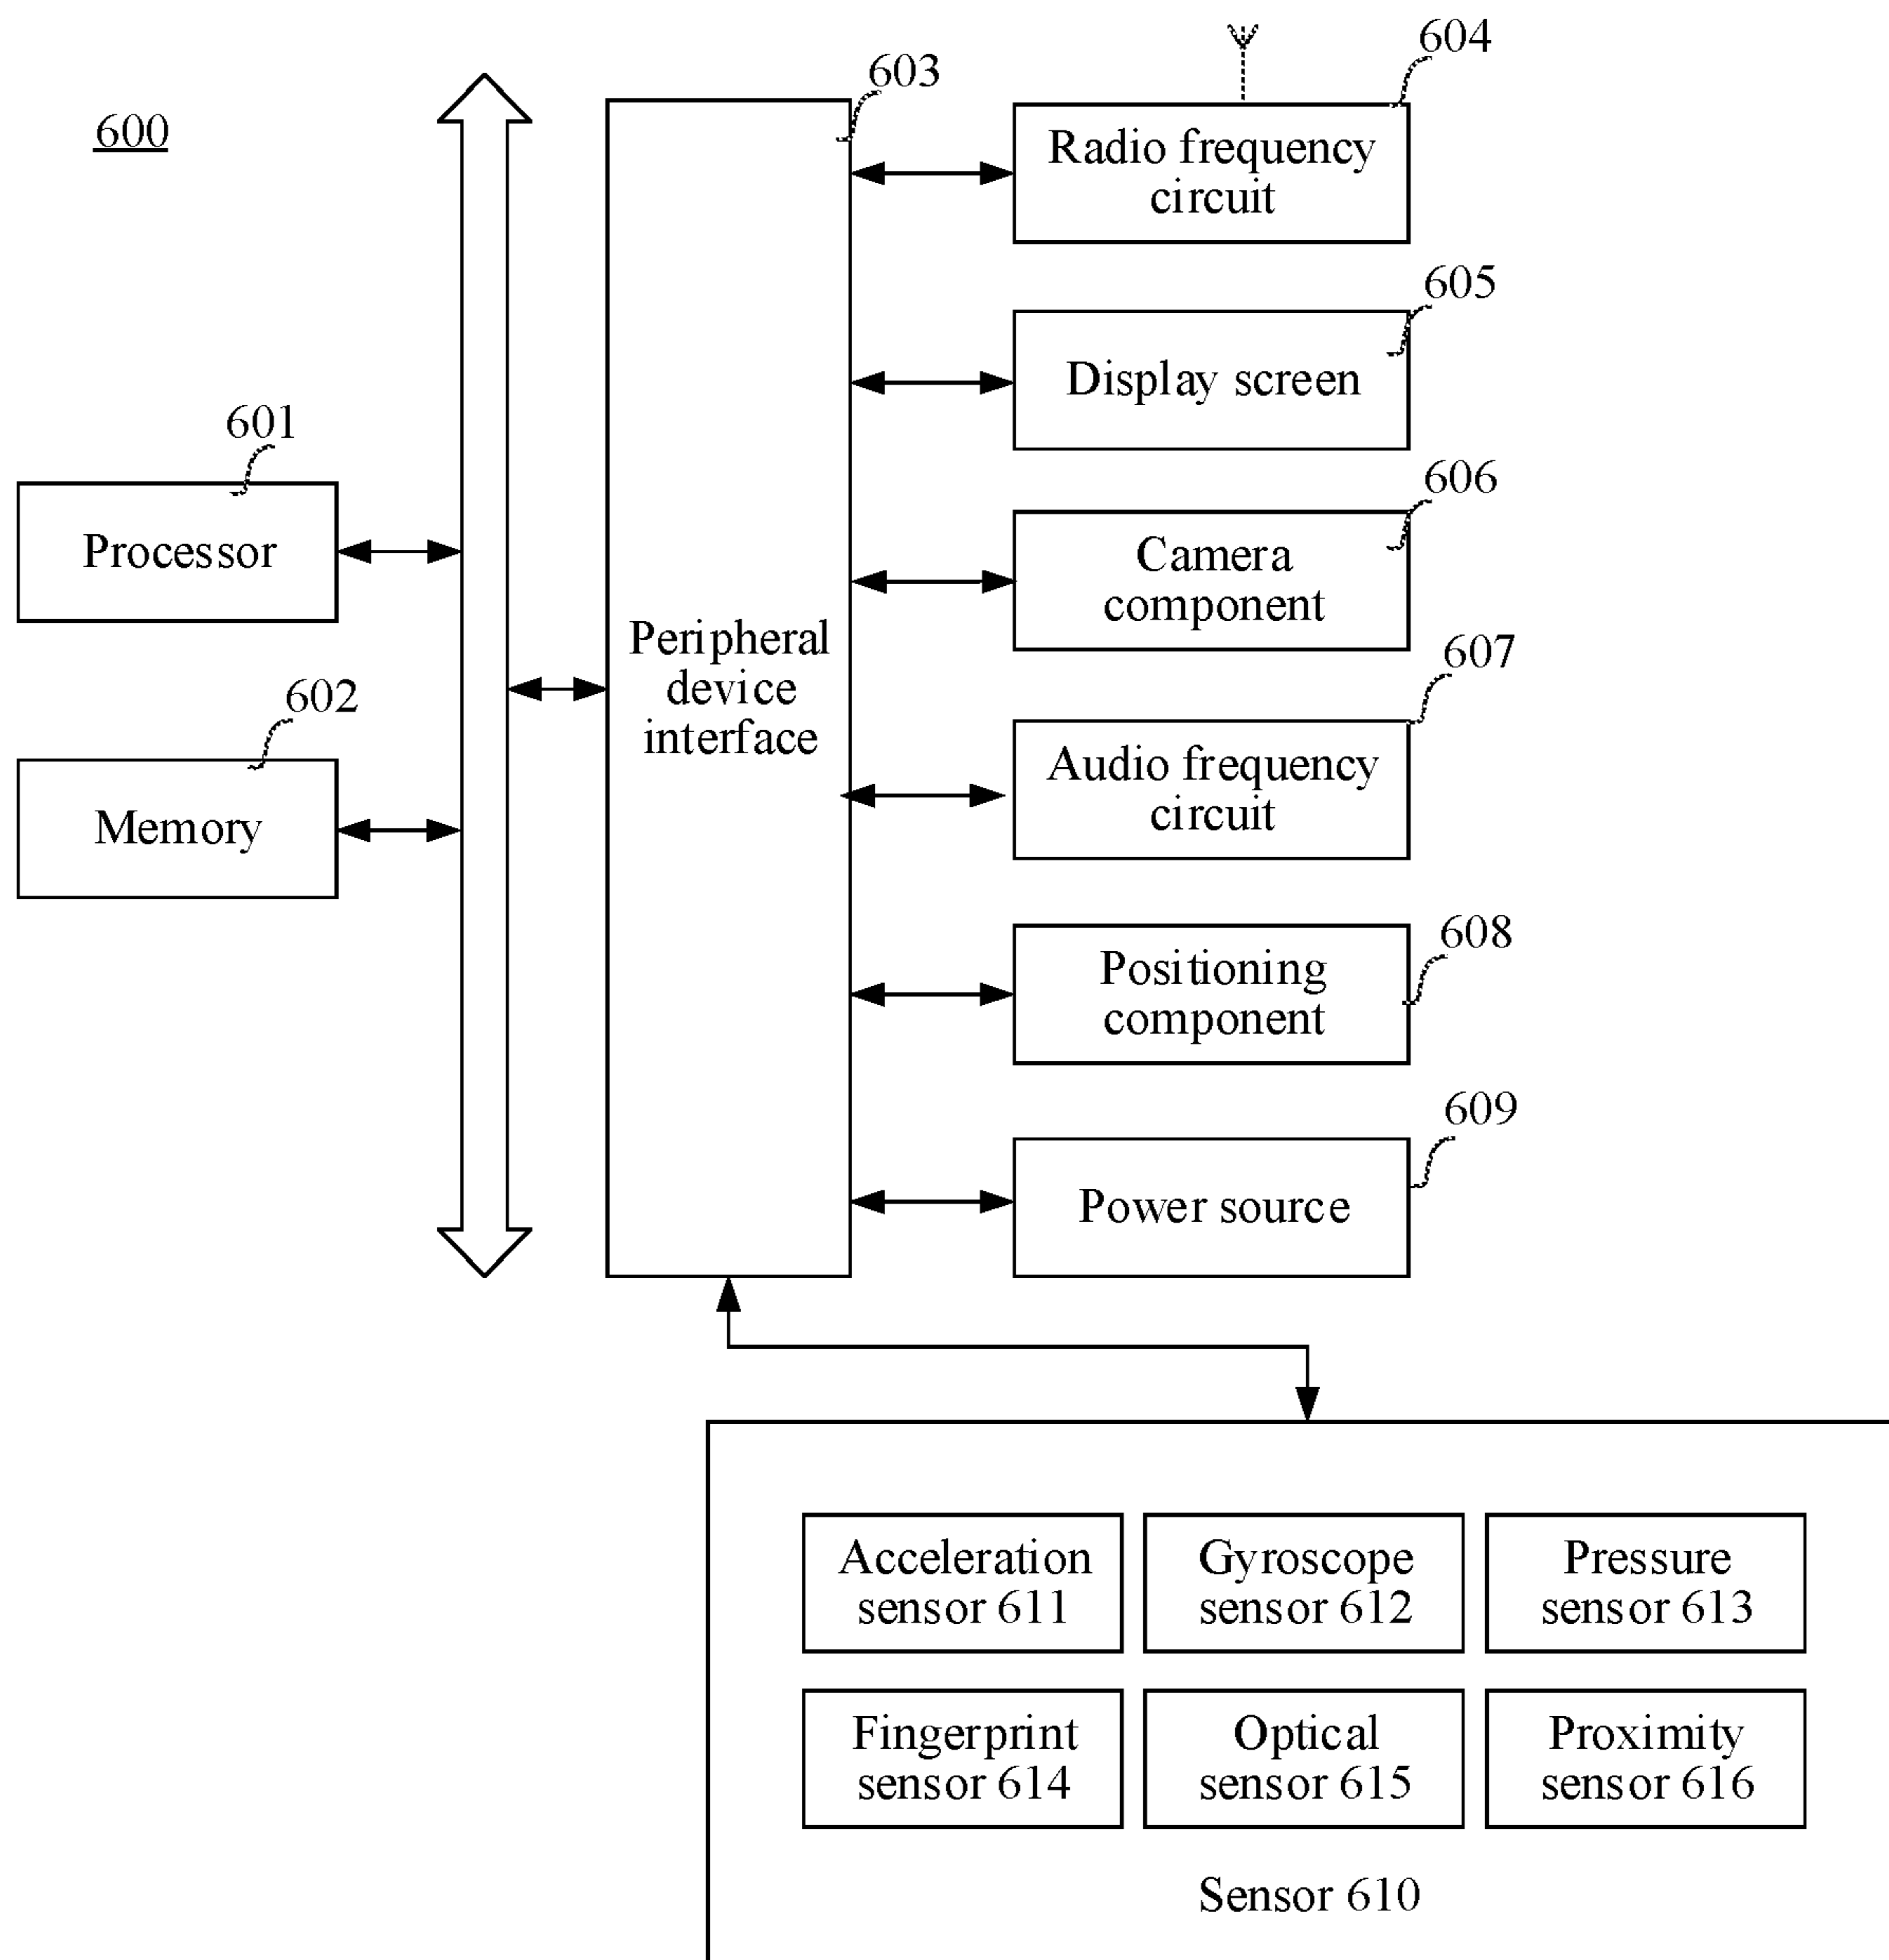 600
601
Processor
602
Memory
603
Peripheral
device
interface
604
Radio frequency
circuit
605
Display screen
606
Camera
component
607
Audio frequency
circuit
608
Positioning
component
609
Power source
Acceleration
sensor 611
Gyroscope
sensor 612
Pressure
sensor 613
Fingerprint
sensor 614
Optical
sensor 615
Proximity
sensor 616
Sensor 610